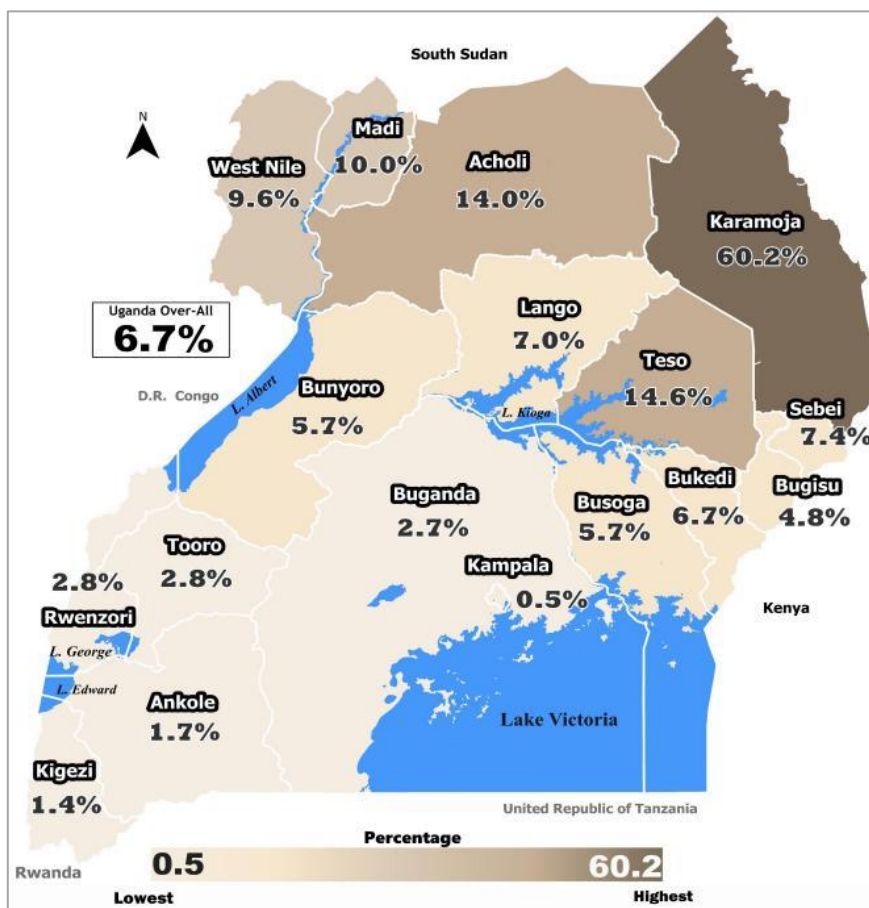 South Sudan
N
Madi
10.0%
West Nile
9.6%
Acholi
14.0%
Karamoja
60.2%
Uganda Over-All
6.7%
Lango
7.0%
Teso
14.6%
D.R. Congo
L. Albert
Bunyoro
5.7%
L. Kioga
Sebei
7.4%
Buganda
2.7%
Busoga
5.7%
Bukedi
6.7%
Bugisu
4.8%
Tooro
2.8%
2.8%
Rwenzori
Kampala
0.5%
Kenya
L. George
L. Edward
Ankole
1.7%
Lake Victoria
Kigezi
1.4%
United Republic of Tanzania
Rwanda
Percentage
0.5
60.2
Lowest
Highest